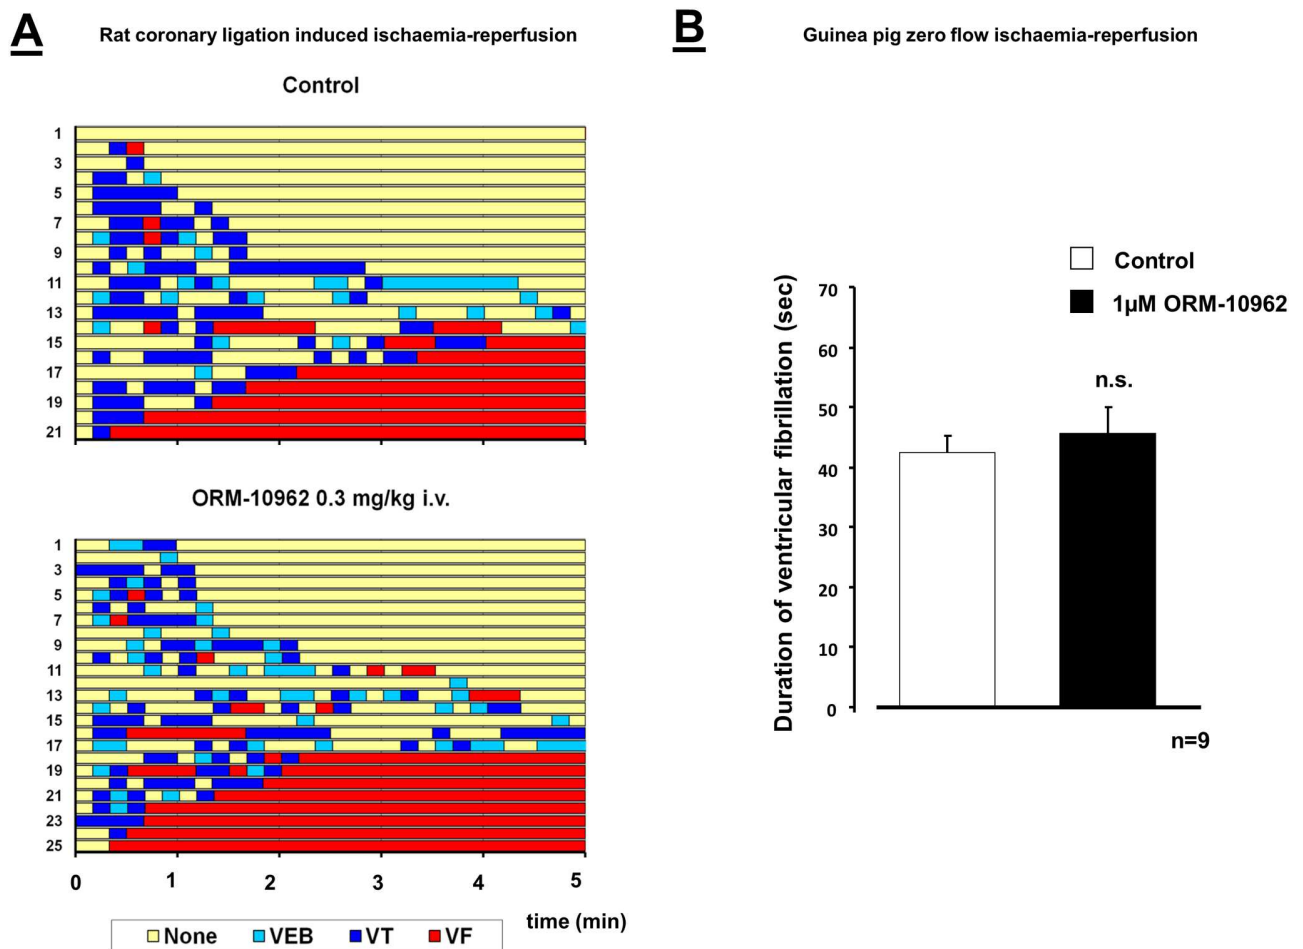 A
Rat coronary ligation induced ischaemia-reperfusion
Control
1
3
5
7
9
11
13
15
17
19
21
ORM-10962 0.3 mg/kg i.v.
1
3
5
7
9
11
13
15
17
19
21
23
25
0 1 2 3 4 5
time (min)
None VEB VT VF
B
Guinea pig zero flow ischaemia-reperfusion
Control
1µM ORM-10962
Duration of ventricular fibrillation (sec)
70
60
50
40
30
20
10
0
n.s.
n=9